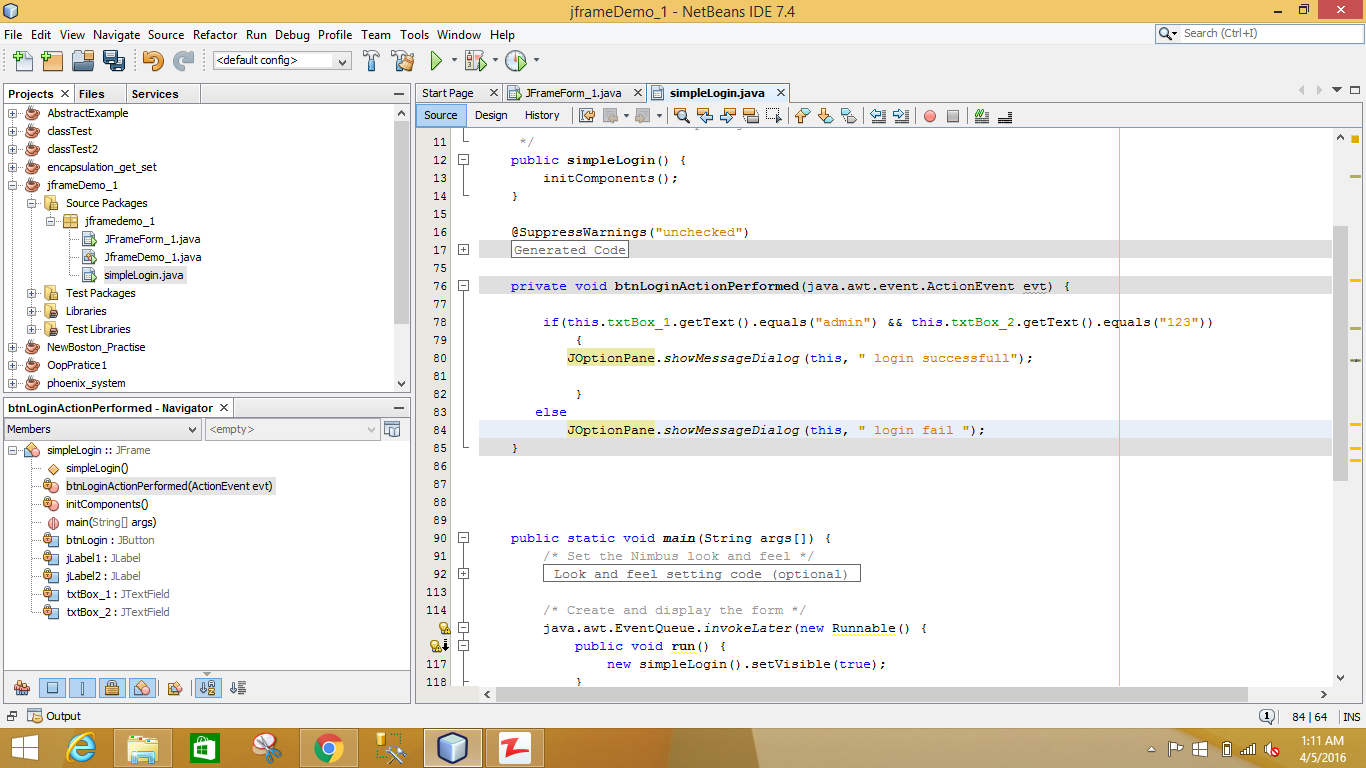 jframeDemo_1 - NetBeans IDE 7.4
File Edit View Navigate Source Refactor Run Debug Profile Team Tools Window Help
Search (Ctrl+I)
<default config>
Projects Files Services
AbstractExample
classTest
classTest2
encapsulation_get_set
jframeDemo_1
Source Packages
jframedemo_1
JFrameForm_1.java
JframeDemo_1.java
simpleLogin.java
Test Packages
Libraries
Test Libraries
NewBoston_Practise
OopPratice1
phoenix_system
btnLoginActionPerformed - Navigator
Members <empty>
simpleLogin :: JFrame
simpleLogin()
btnLoginActionPerformed(ActionEvent evt)
initComponents()
main(String[] args)
btnLogin : JButton
jLabel1 : JLabel
jLabel2 : JLabel
txtBox_1 : JTextField
txtBox_2 : JTextField
Start Page JFrameForm_1.java simpleLogin.java
Source Design History
11 */
12 public simpleLogin() {
13 initComponents();
14 }
15
16 @SuppressWarnings("unchecked")
17 Generated Code
75
76 private void btnLoginActionPerformed(java.awt.event.ActionEvent evt) {
77
78 if(this.txtBox_1.getText().equals("admin") && this.txtBox_2.getText().equals("123"))
79 {
80 JOptionPane.showMessageDialog(this, " login successfull");
81
82 }
83 else
84 JOptionPane.showMessageDialog(this, " login fail ");
85 }
86
87
88
89
90 public static void main(String args[]) {
91 /* Set the Nimbus look and feel */
92 Look and feel setting code (optional)
113
114 /* Create and display the form */
java.awt.EventQueue.invokeLater(new Runnable() {
public void run() {
117 new simpleLogin().setVisible(true);
118 }
Output
1 84 | 64 INS
1:11 AM
4/5/2016